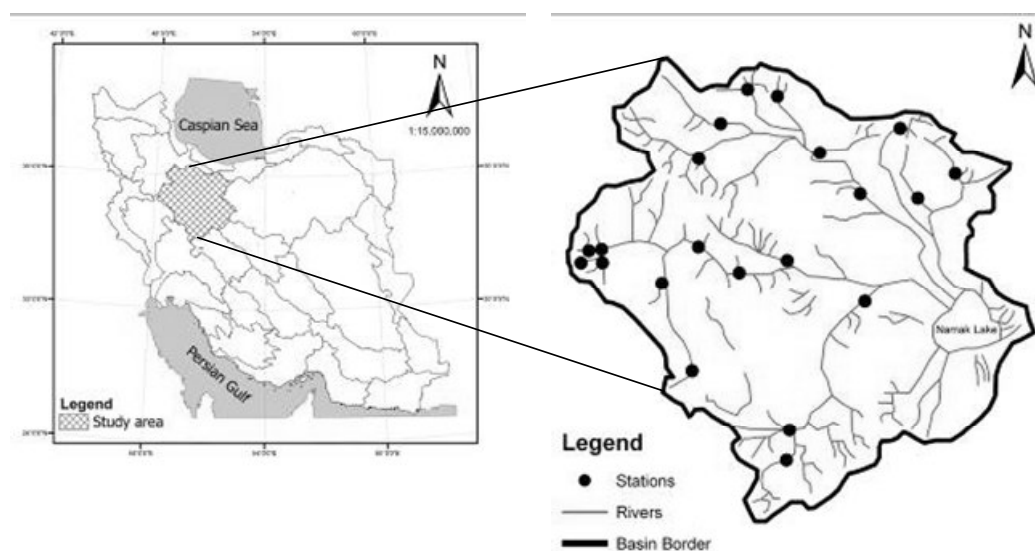 N
1:15,000,000
Caspian Sea
Persian Gulf
Legend
Study area
N
Namak Lake
Legend
Stations
Rivers
Basin Border